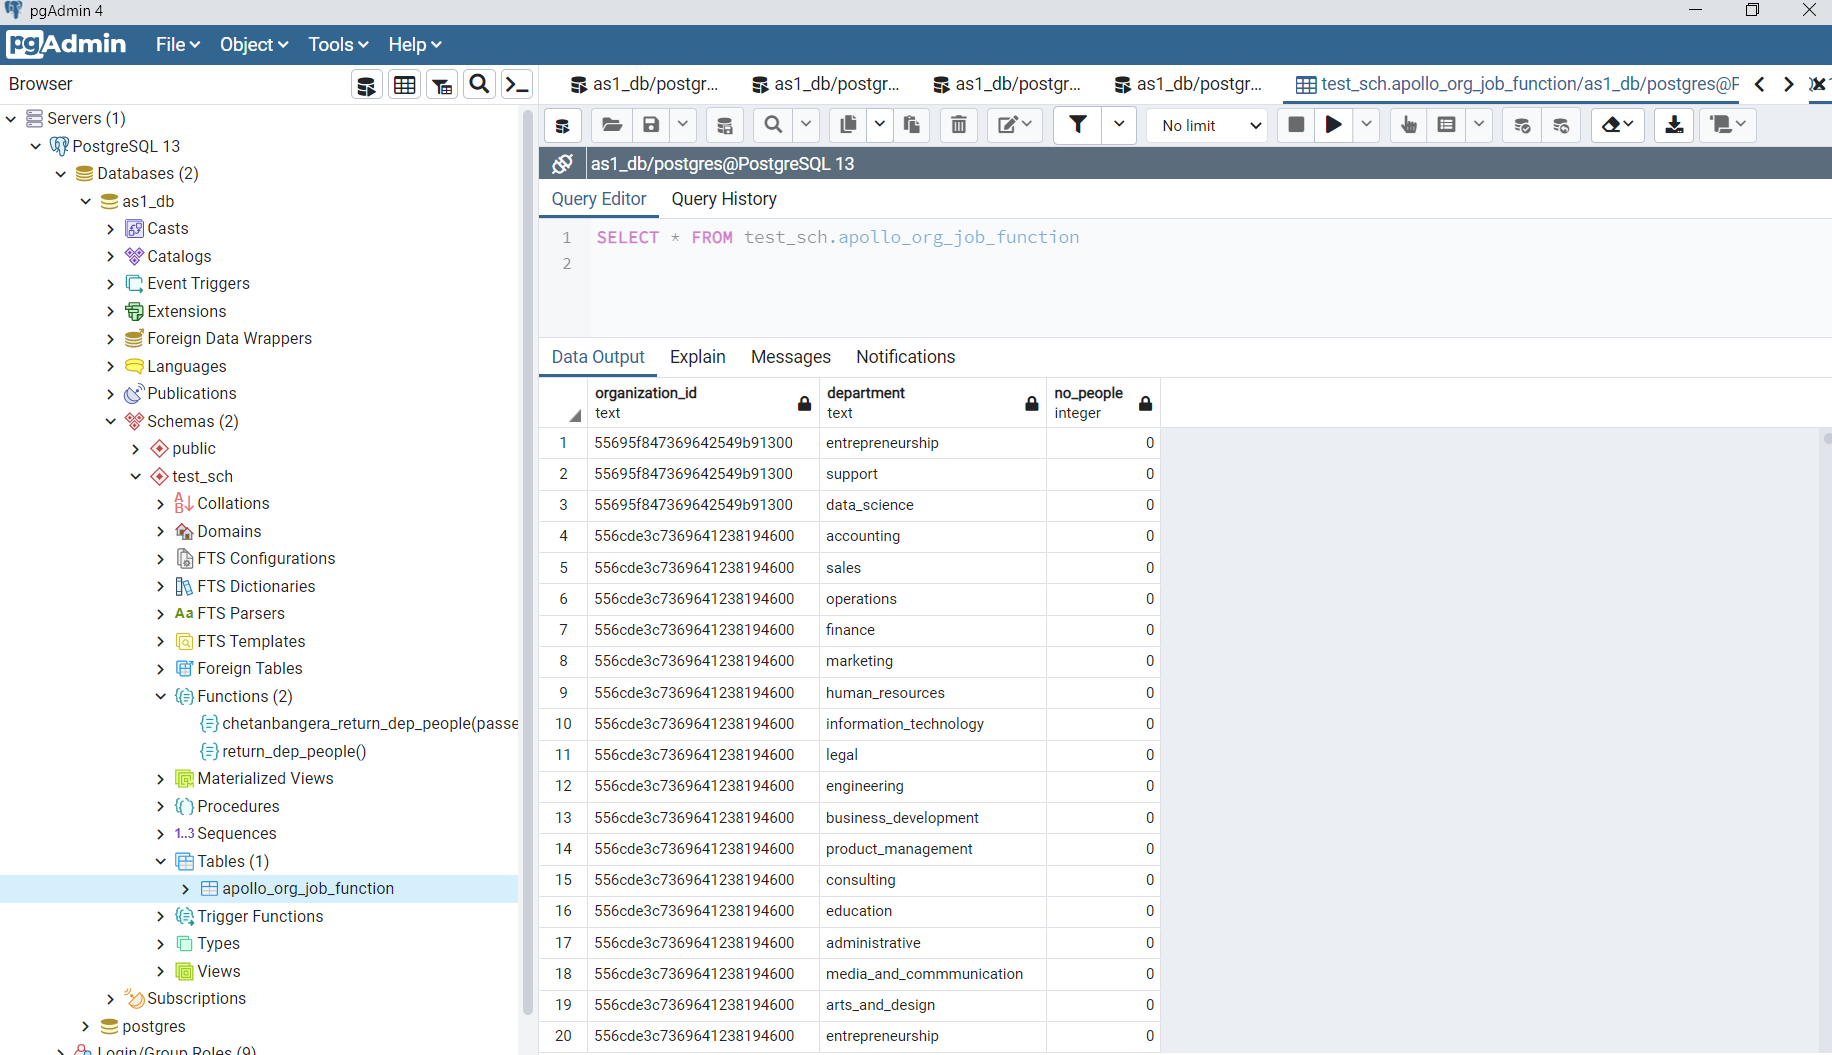 pgAdmin 4
pgAdmin File Object Tools Help
Browser
as1_db/postgr... as1_db/postgr... as1_db/postgr... as1_db/postgr... test_sch.apollo_org_job_function/as1_db/postgres@P
No limit
as1_db/postgres@PostgreSQL 13
Query Editor Query History
1 SELECT * FROM test_sch.apollo_org_job_function
2
Data Output Explain Messages Notifications
organization_id department no_people
text text integer
1 55695f847369642549b91300 entrepreneurship 0
2 55695f847369642549b91300 support 0
3 55695f847369642549b91300 data_science 0
4 556cde3c7369641238194600 accounting 0
5 556cde3c7369641238194600 sales 0
6 556cde3c7369641238194600 operations 0
7 556cde3c7369641238194600 finance 0
8 556cde3c7369641238194600 marketing 0
9 556cde3c7369641238194600 human_resources 0
10 556cde3c7369641238194600 information_technology 0
11 556cde3c7369641238194600 legal 0
12 556cde3c7369641238194600 engineering 0
13 556cde3c7369641238194600 business_development 0
14 556cde3c7369641238194600 product_management 0
15 556cde3c7369641238194600 consulting 0
16 556cde3c7369641238194600 education 0
17 556cde3c7369641238194600 administrative 0
18 556cde3c7369641238194600 media_and_commmunication 0
19 556cde3c7369641238194600 arts_and_design 0
20 556cde3c7369641238194600 entrepreneurship 0
Servers (1)
PostgreSQL 13
Databases (2)
as1_db
Casts
Catalogs
Event Triggers
Extensions
Foreign Data Wrappers
Languages
Publications
Schemas (2)
public
test_sch
Collations
Domains
FTS Configurations
FTS Dictionaries
Aa FTS Parsers
FTS Templates
Foreign Tables
Functions (2)
chetanbangera_return_dep_people(passe
return_dep_people()
Materialized Views
Procedures
1..3 Sequences
Tables (1)
apollo_org_job_function
Trigger Functions
Types
Views
Subscriptions
postgres
Login/Group Roles (9)